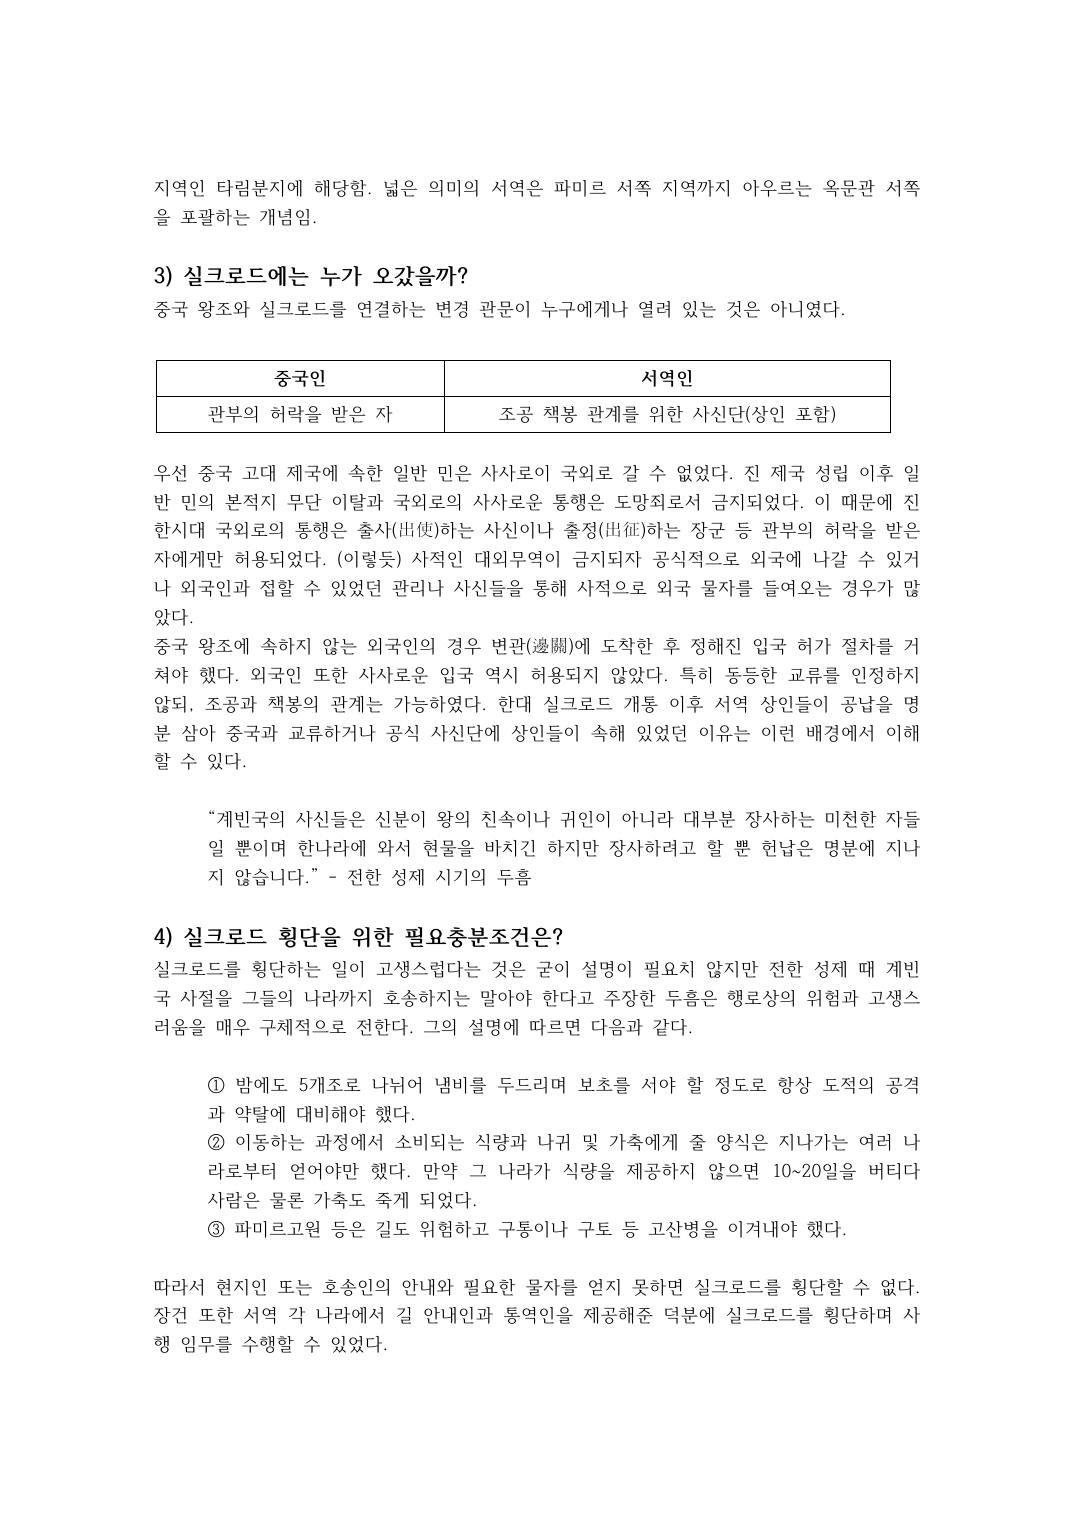 지역인 타림분지에 해당함. 넓은 의미의 서역은 파미르 서쪽 지역까지 아우르는 옥문관 서쪽
을 포괄하는 개념임.
3) 실크로드에는 누가 오갔을까?
중국 왕조와 실크로드를 연결하는 변경 관문이 누구에게나 열려 있는 것은 아니였다.
중국인 서역인
관부의 허락을 받은 자 조공 책봉 관계를 위한 사신단(상인 포함)
우선 중국 고대 제국에 속한 일반 민은 사사로이 국외로 갈 수 없었다. 진 제국 성립 이후 일
반 민의 본적지 무단 이탈과 국외로의 사사로운 통행은 도망죄로서 금지되었다. 이 때문에 진
한시대 국외로의 통행은 출사(出使)하는 사신이나 출정(出征)하는 장군 등 관부의 허락을 받은
자에게만 허용되었다. (이렇듯) 사적인 대외무역이 금지되자 공식적으로 외국에 나갈 수 있거
나 외국인과 접할 수 있었던 관리나 사신들을 통해 사적으로 외국 물자를 들여오는 경우가 많
았다.
중국 왕조에 속하지 않는 외국인의 경우 변관(邊關)에 도착한 후 정해진 입국 허가 절차를 거
쳐야 했다. 외국인 또한 사사로운 입국 역시 허용되지 않았다. 특히 동등한 교류를 인정하지
않되, 조공과 책봉의 관계는 가능하였다. 한대 실크로드 개통 이후 서역 상인들이 공납을 명
분 삼아 중국과 교류하거나 공식 사신단에 상인들이 속해 있었던 이유는 이런 배경에서 이해
할 수 있다.
“계빈국의 사신들은 신분이 왕의 친속이나 귀인이 아니라 대부분 장사하는 미천한 자들
일 뿐이며 한나라에 와서 현물을 바치긴 하지만 장사하려고 할 뿐 헌납은 명분에 지나
지 않습니다.” - 전한 성제 시기의 두흠
4) 실크로드 횡단을 위한 필요충분조건은?
실크로드를 횡단하는 일이 고생스럽다는 것은 굳이 설명이 필요치 않지만 전한 성제 때 계빈
국 사절을 그들의 나라까지 호송하지는 말아야 한다고 주장한 두흠은 행로상의 위험과 고생스
러움을 매우 구체적으로 전한다. 그의 설명에 따르면 다음과 같다.
① 밤에도 5개조로 나뉘어 냄비를 두드리며 보초를 서야 할 정도로 항상 도적의 공격
과 약탈에 대비해야 했다.
② 이동하는 과정에서 소비되는 식량과 나귀 및 가축에게 줄 양식은 지나가는 여러 나
라로부터 얻어야만 했다. 만약 그 나라가 식량을 제공하지 않으면 10~20일을 버티다
사람은 물론 가축도 죽게 되었다.
③ 파미르고원 등은 길도 위험하고 구통이나 구토 등 고산병을 이겨내야 했다.
따라서 현지인 또는 호송인의 안내와 필요한 물자를 얻지 못하면 실크로드를 횡단할 수 없다.
장건 또한 서역 각 나라에서 길 안내인과 통역인을 제공해준 덕분에 실크로드를 횡단하며 사
행 임무를 수행할 수 있었다.